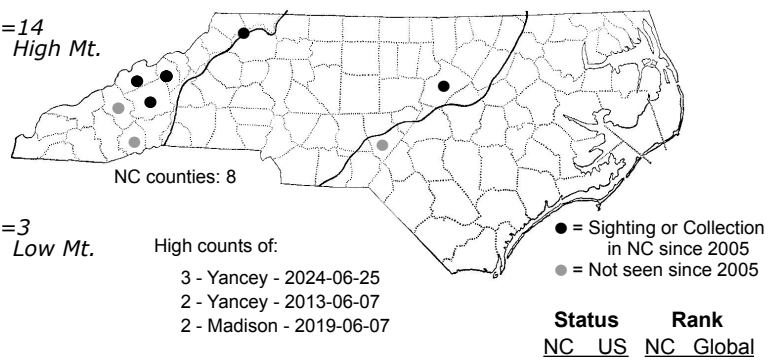 =14
High Mt.
NC counties: 8
=3
Low Mt.
High counts of:
3 - Yancey - 2024-06-25
2 - Yancey - 2013-06-07
2 - Madison - 2019-06-07
● = Sighting or Collection
in NC since 2005
● = Not seen since 2005
Status Rank
NC US NC Global